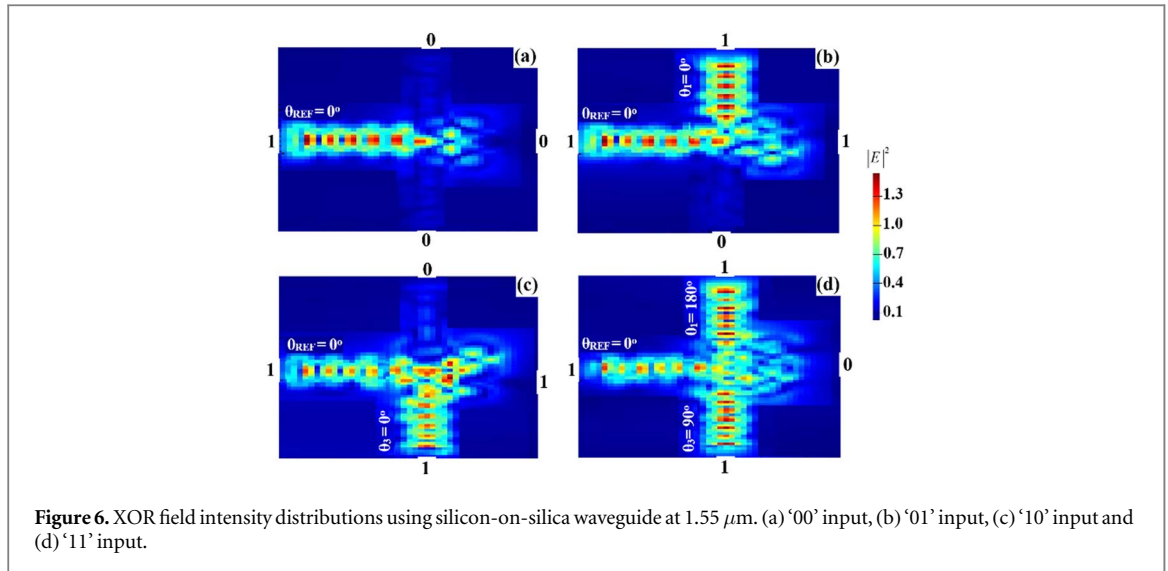 0
(a)
θREF = 0°
1
0
0
1
(b)
θ1 = 0°
θREF = 0°
1
1
0
|E|²
1.3
1.0
0.7
0.4
0.1
0
(c)
θREF = 0°
1
1
θ3 = 0°
1
1
(d)
θ1 = 180°
θREF = 0°
1
0
θ3 = 90°
1
Figure 6. XOR field intensity distributions using silicon-on-silica waveguide at 1.55 μm. (a) ‘00’ input, (b) ‘01’ input, (c) ‘10’ input and
(d) ‘11’ input.